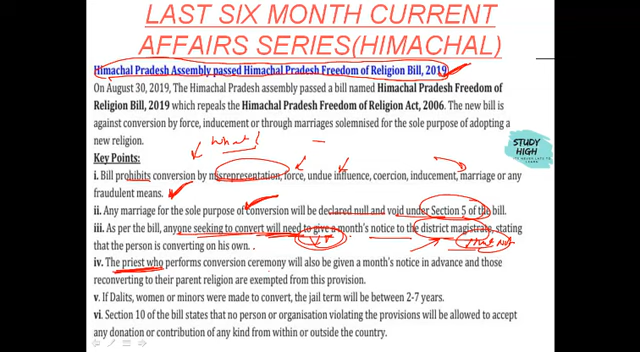 LAST SIX MONTH CURRENT
AFFAIRS SERIES(HIMACHAL)
Himachal Pradesh Assembly passed Himachal Pradesh Freedom of Religion Bill, 2019
On August 30, 2019, The Himachal Pradesh assembly passed a bill named Himachal Pradesh Freedom of
Religion Bill, 2019 which repeals the Himachal Pradesh Freedom of Religion Act, 2006. The new bill is
against conversion by force, inducement or through marriages solemnised for the sole purpose of adopting a
new religion.
What!
STUDY
HIGH
Key Points:
i. Bill prohibits conversion by misrepresentation, force, undue influence, coercion, inducement, marriage or any
fraudulent means.
ii. Any marriage for the sole purpose of conversion will be declared null and void under Section 5 of the bill.
iii. As per the bill, anyone seeking to convert will need to give a month's notice to the district magistrate, stating
that the person is converting on his own. .
iv. The priest who performs conversion ceremony will also be given a month's notice in advance and those
reconverting to their parent religion are exempted from this provision.
v. If Dalits, women or minors were made to convert, the jail term will be between 2-7 years.
vi. Section 10 of the bill states that no person or organisation violating the provisions will be allowed to accept
any donation or contribution of any kind from within or outside the country.